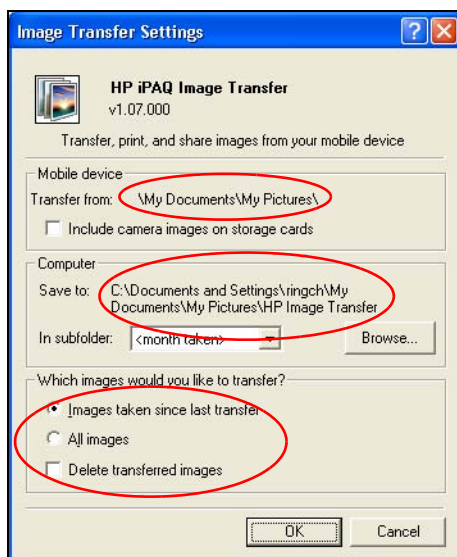 Image Transfer Settings
HP iPAQ Image Transfer
v1.07.000
Transfer, print, and share images from your mobile device
Mobile device
Transfer from: \My Documents\My Pictures\
Include camera images on storage cards
Computer
Save to: C:\Documents and Settings\ringch\My
Documents\My Pictures\HP Image Transfer
In subfolder: <month taken> Browse...
Which images would you like to transfer?
Images taken since last transfer
All images
Delete transferred images
OK Cancel